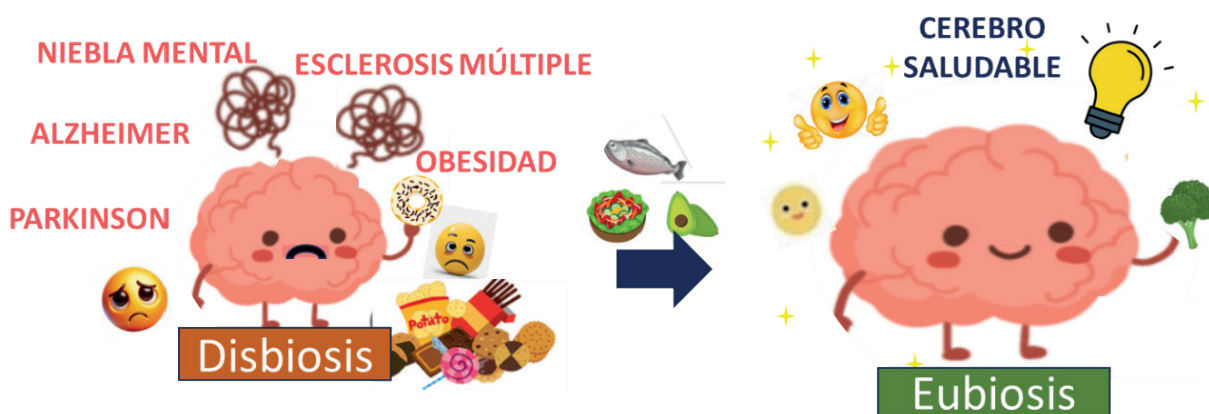 NIEBLA MENTAL
ESCLEROSIS MÚLTIPLE
ALZHEIMER
OBESIDAD
PARKINSON
Potato
Disbiosis
CEREBRO
SALUDABLE
Eubiosis